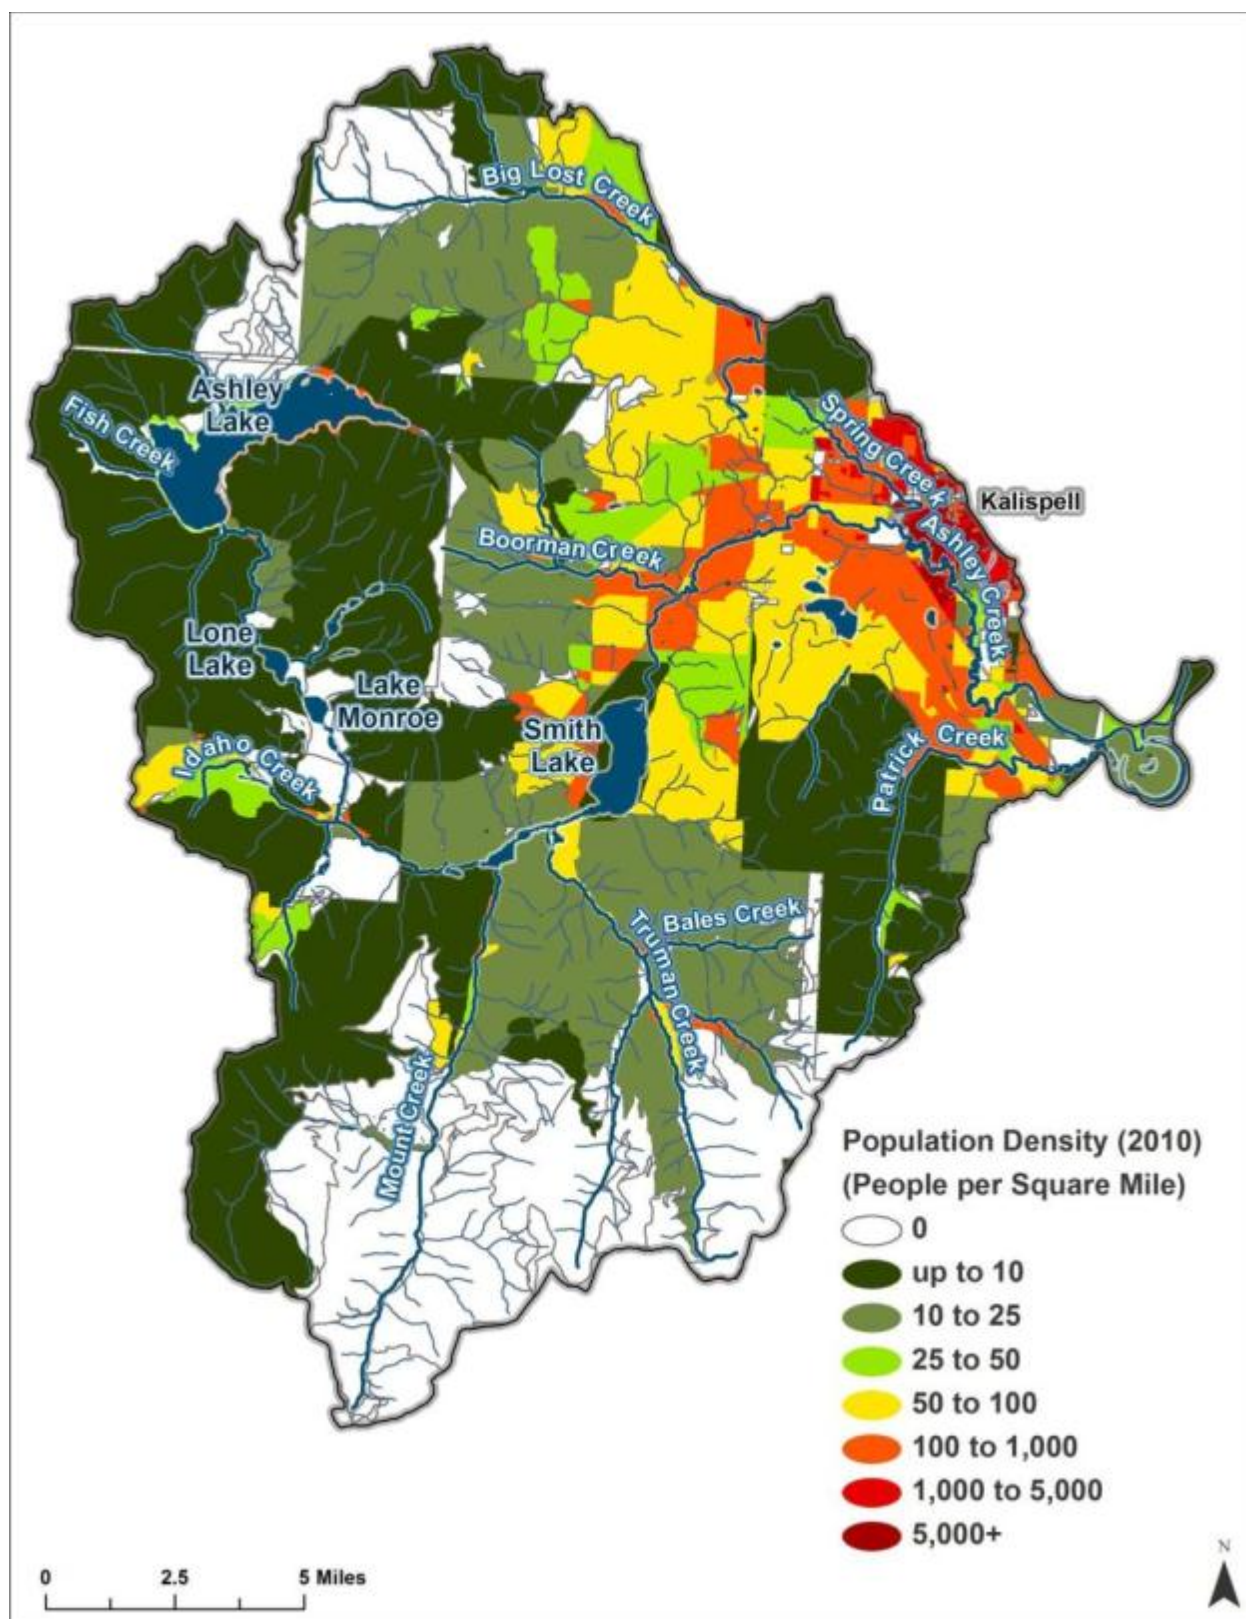 Big Lost Creek
Ashley
Lake
Fish Creek
Spring Creek
Kalispell
Ashley Creek
Boorman Creek
Lone
Lake
Lake
Monroe
Smith
Lake
Idaho Creek
Patrick Creek
Bales Creek
Truman Creek
Mount Creek
Population Density (2010)
(People per Square Mile)
0
up to 10
10 to 25
25 to 50
50 to 100
100 to 1,000
1,000 to 5,000
5,000+
0 2.5 5 Miles
N